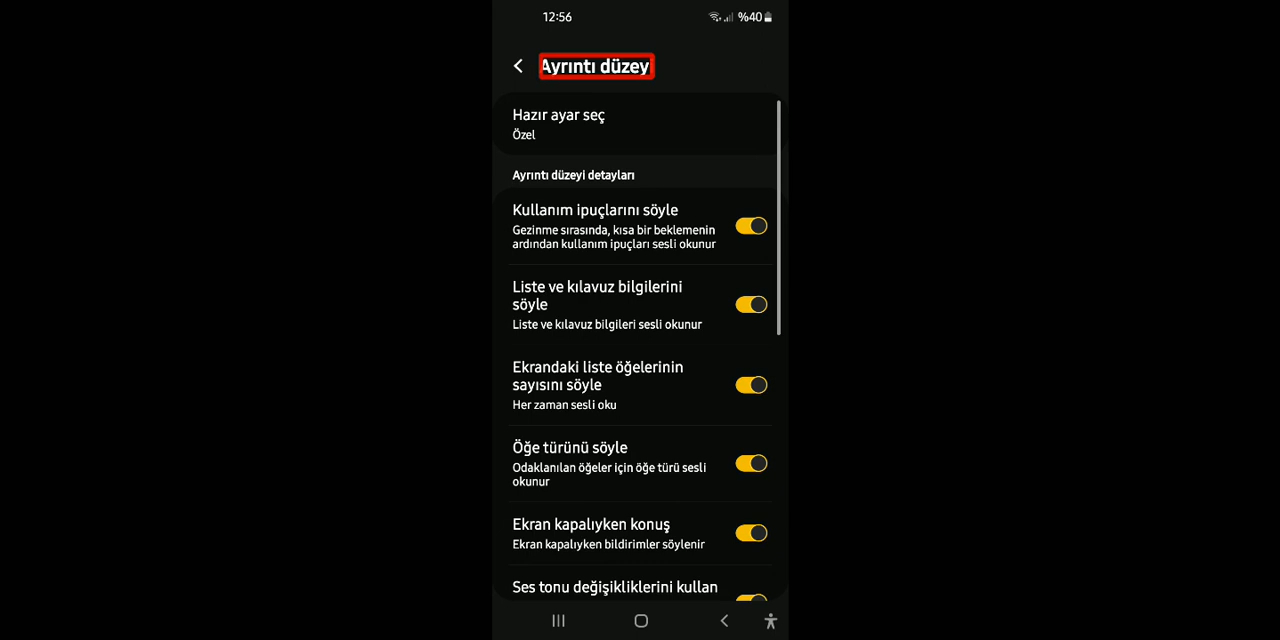 12:56
%40
Ayrıntı düzey
Hazır ayar seç
Özel
Ayrıntı düzeyi detayları
Kullanım ipuçlarını söyle
Gezinme sırasında, kısa bir beklemenin
ardından kullanım ipuçları sesli okunur
Liste ve kılavuz bilgilerini
söyle
Liste ve kılavuz bilgileri sesli okunur
Ekrandaki liste öğelerinin
sayısını söyle
Her zaman sesli oku
Öğe türünü söyle
Odaklanılan öğeler için öğe türü sesli
okunur
Ekran kapalıyken konuş
Ekran kapalıyken bildirimler söylenir
Ses tonu değişikliklerini kullan